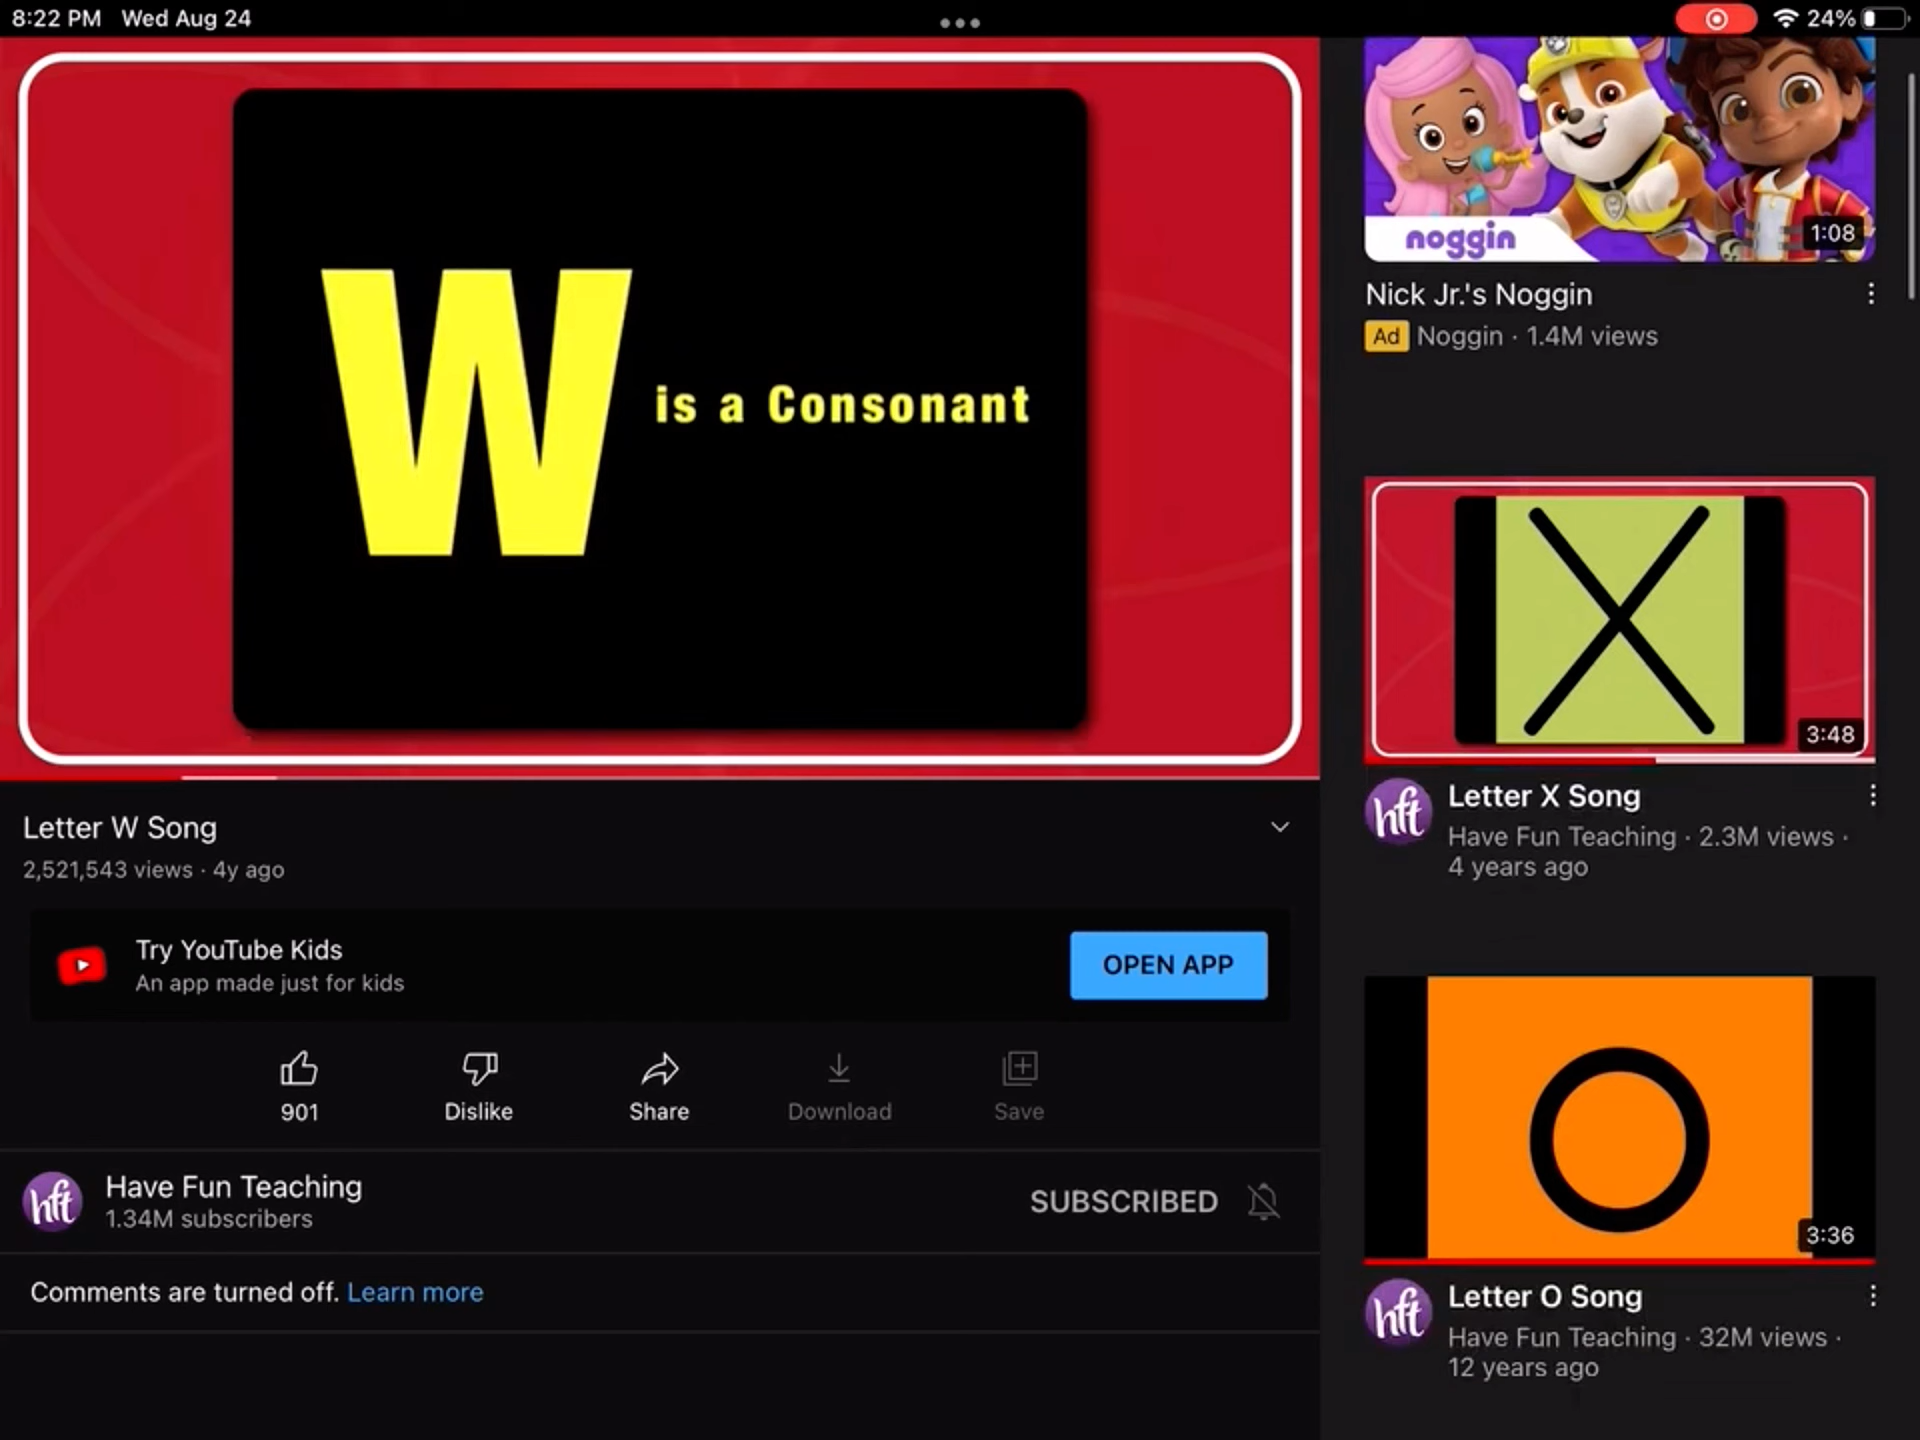 8:22 PM Wed Aug 24
24%
W is a Consonant
Letter W Song
2,521,543 views · 4y ago
Try YouTube Kids
An app made just for kids
OPEN APP
901
Dislike
Share
Download
Save
hft
Have Fun Teaching
1.34M subscribers
SUBSCRIBED
Comments are turned off. Learn more
noggin
1:08
Nick Jr.'s Noggin
Ad Noggin · 1.4M views
X
3:48
hft
Letter X Song
Have Fun Teaching · 2.3M views ·
4 years ago
O
3:36
hft
Letter O Song
Have Fun Teaching · 32M views ·
12 years ago